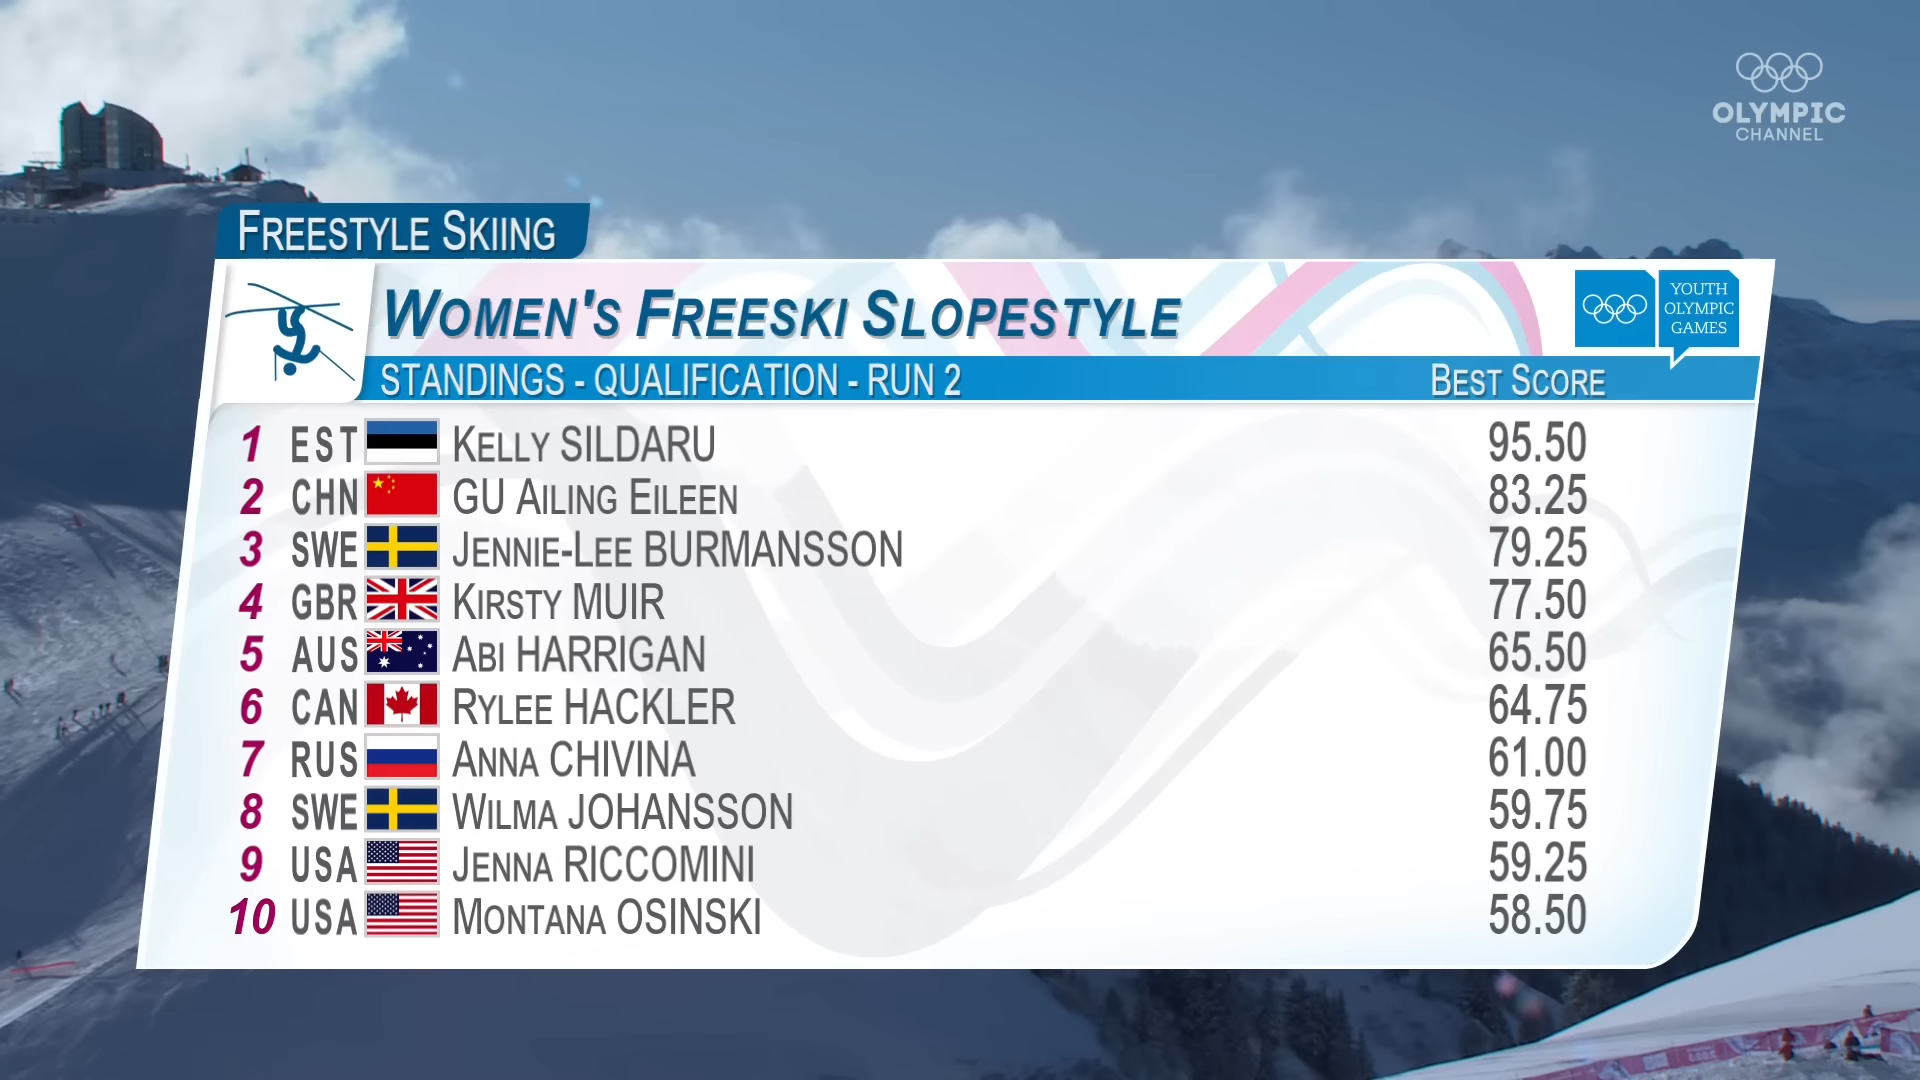 OLYMPIC
CHANNEL
FREESTYLE SKIING
WOMEN'S FREESKI SLOPESTYLE
YOUTH
OLYMPIC
GAMES
STANDINGS - QUALIFICATION - RUN 2 BEST SCORE
1 EST KELLY SILDARU 95.50
2 CHN GU AILING EILEEN 83.25
3 SWE JENNIE-LEE BURMANSSON 79.25
4 GBR KIRSTY MUIR 77.50
5 AUS ABI HARRIGAN 65.50
6 CAN RYLEE HACKLER 64.75
7 RUS ANNA CHIVINA 61.00
8 SWE WILMA JOHANSSON 59.75
9 USA JENNA RICCOMINI 59.25
10 USA MONTANA OSINSKI 58.50